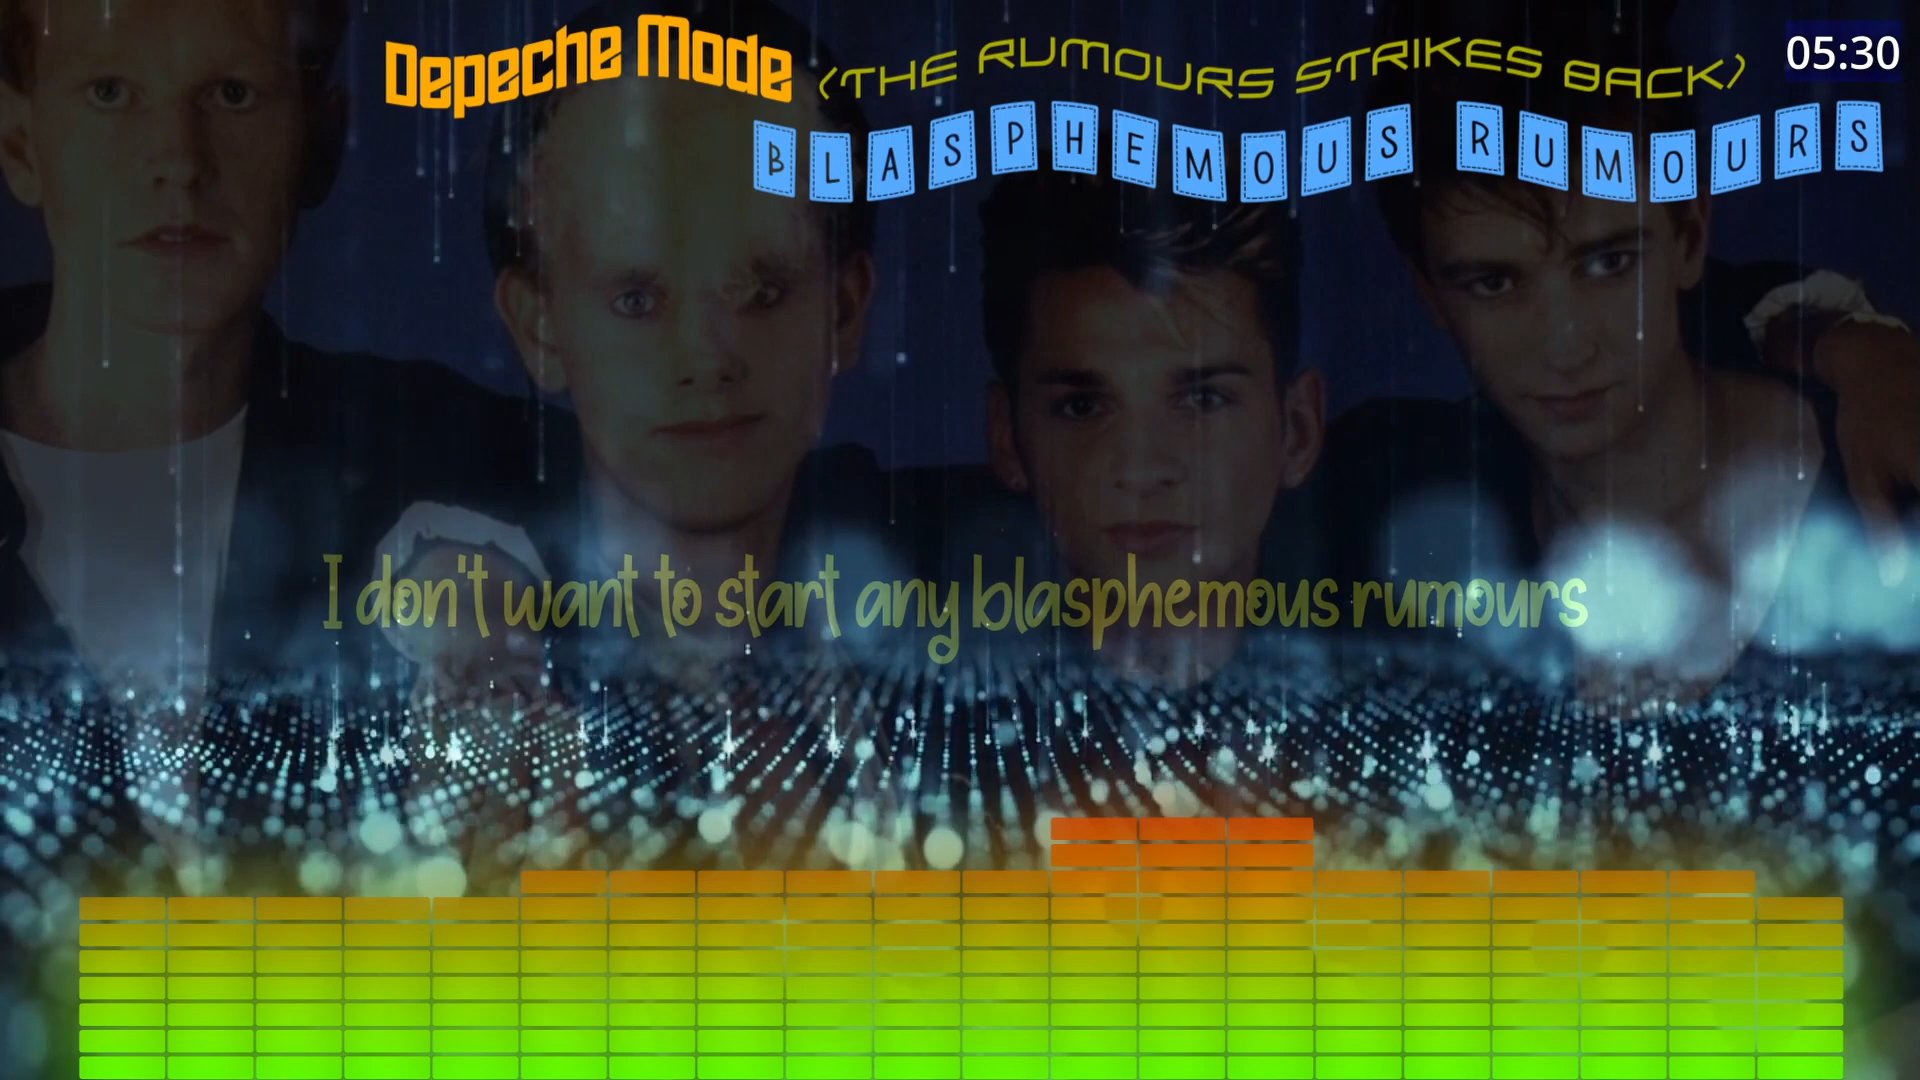 Depeche Mode (THE RUMOURS STRIKES BACK) 05:30
BLASPHEMOUS RUMOURS
I don't want to start any blasphemous rumours